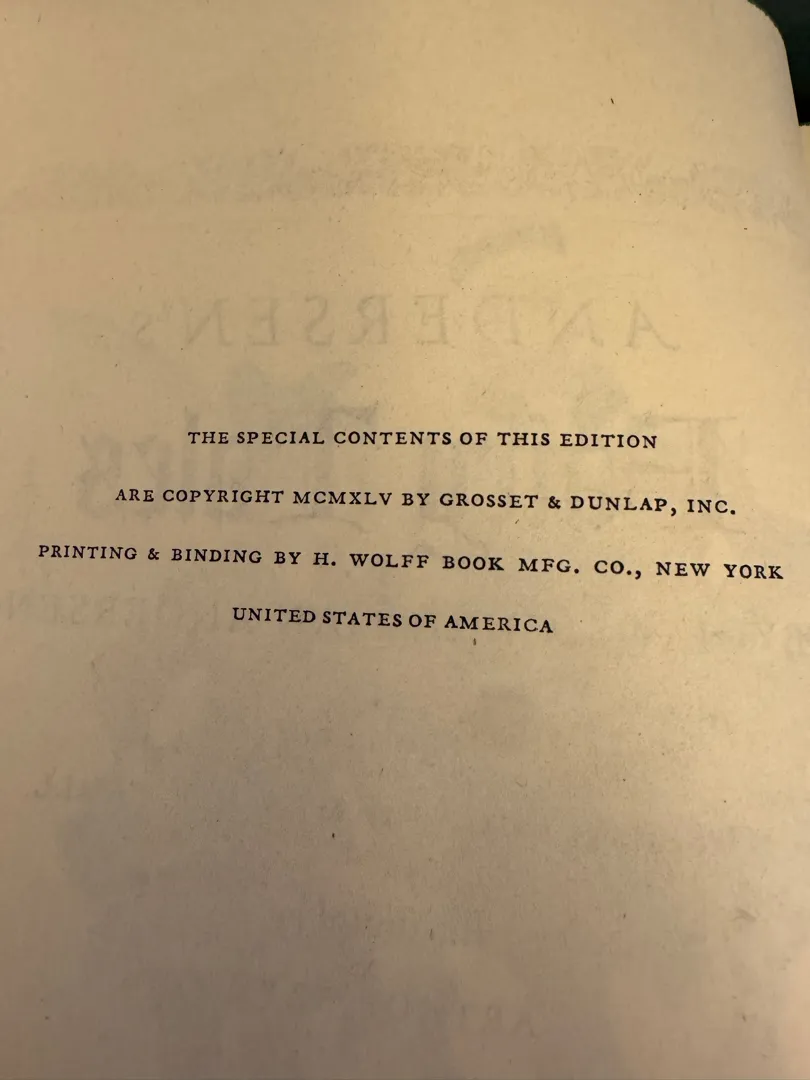 THE SPECIAL CONTENTS OF THIS EDITION
ARE COPYRIGHT MCMXLV BY GROSSET & DUNLAP, INC.
PRINTING & BINDING BY H. WOLFF BOOK MFG. CO., NEW YORK
UNITED STATES OF AMERICA